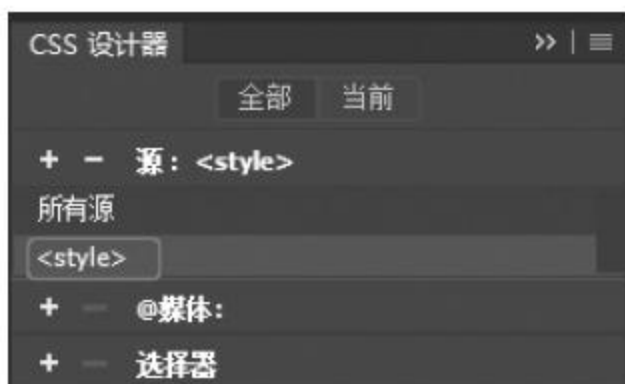 CSS 设计器
全部 当前
+ - 源: <style>
所有源
<style>
+ - @媒体:
+ - 选择器